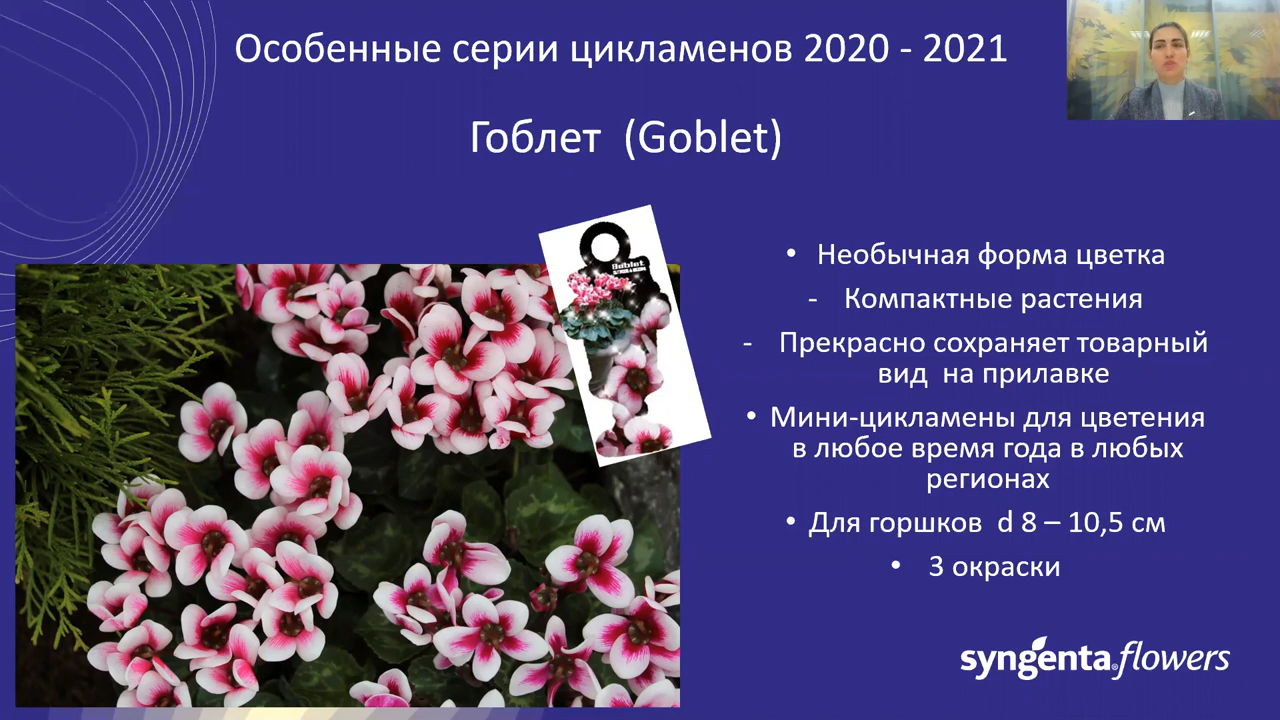 Особенные серии цикламенов 2020 - 2021
Гоблет (Goblet)
Goblet
• Необычная форма цветка
- Компактные растения
- Прекрасно сохраняет товарный
вид на прилавке
• Мини-цикламены для цветения
в любое время года в любых
регионах
• Для горшков d 8 – 10,5 см
• 3 окраски
syngenta® flowers